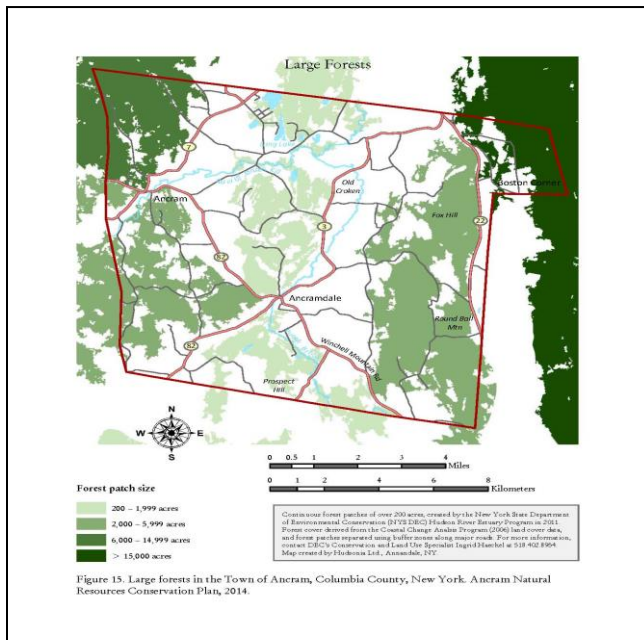 Large Forests
7
Ancram
Old
Croken
Boston Corner
Fox Hill
22
3
82
Ancramdale
Round Ball
Mtn
Winchell Mountain Rd
82
Prospect
Hill
N
W E
S
0 0.5 1 2 3 4
Miles
0 2 4 6 8
Kilometers
Forest patch size
200 – 1,999 acres
2,000 – 5,999 acres
6,000 – 14,999 acres
> 15,000 acres
Continuous forest patches of over 200 acres, created by the New York State Department
of Environmental Conservation (NYS DEC) Hudson River Estuary Program in 2011.
Forest cover derived from the Coastal Change Analsis Program (2006) land cover data,
and forest patches separated using buffer zones along major roads. For more information,
contact DEC's Conservation and Land Use Specialist Ingrid Haeckel at 518 402 8954.
Map created by Hudsonia Ltd., Annandale, NY.
Figure 15. Large forests in the Town of Ancram, Columbia County, New York. Ancram Natural
Resources Conservation Plan, 2014.